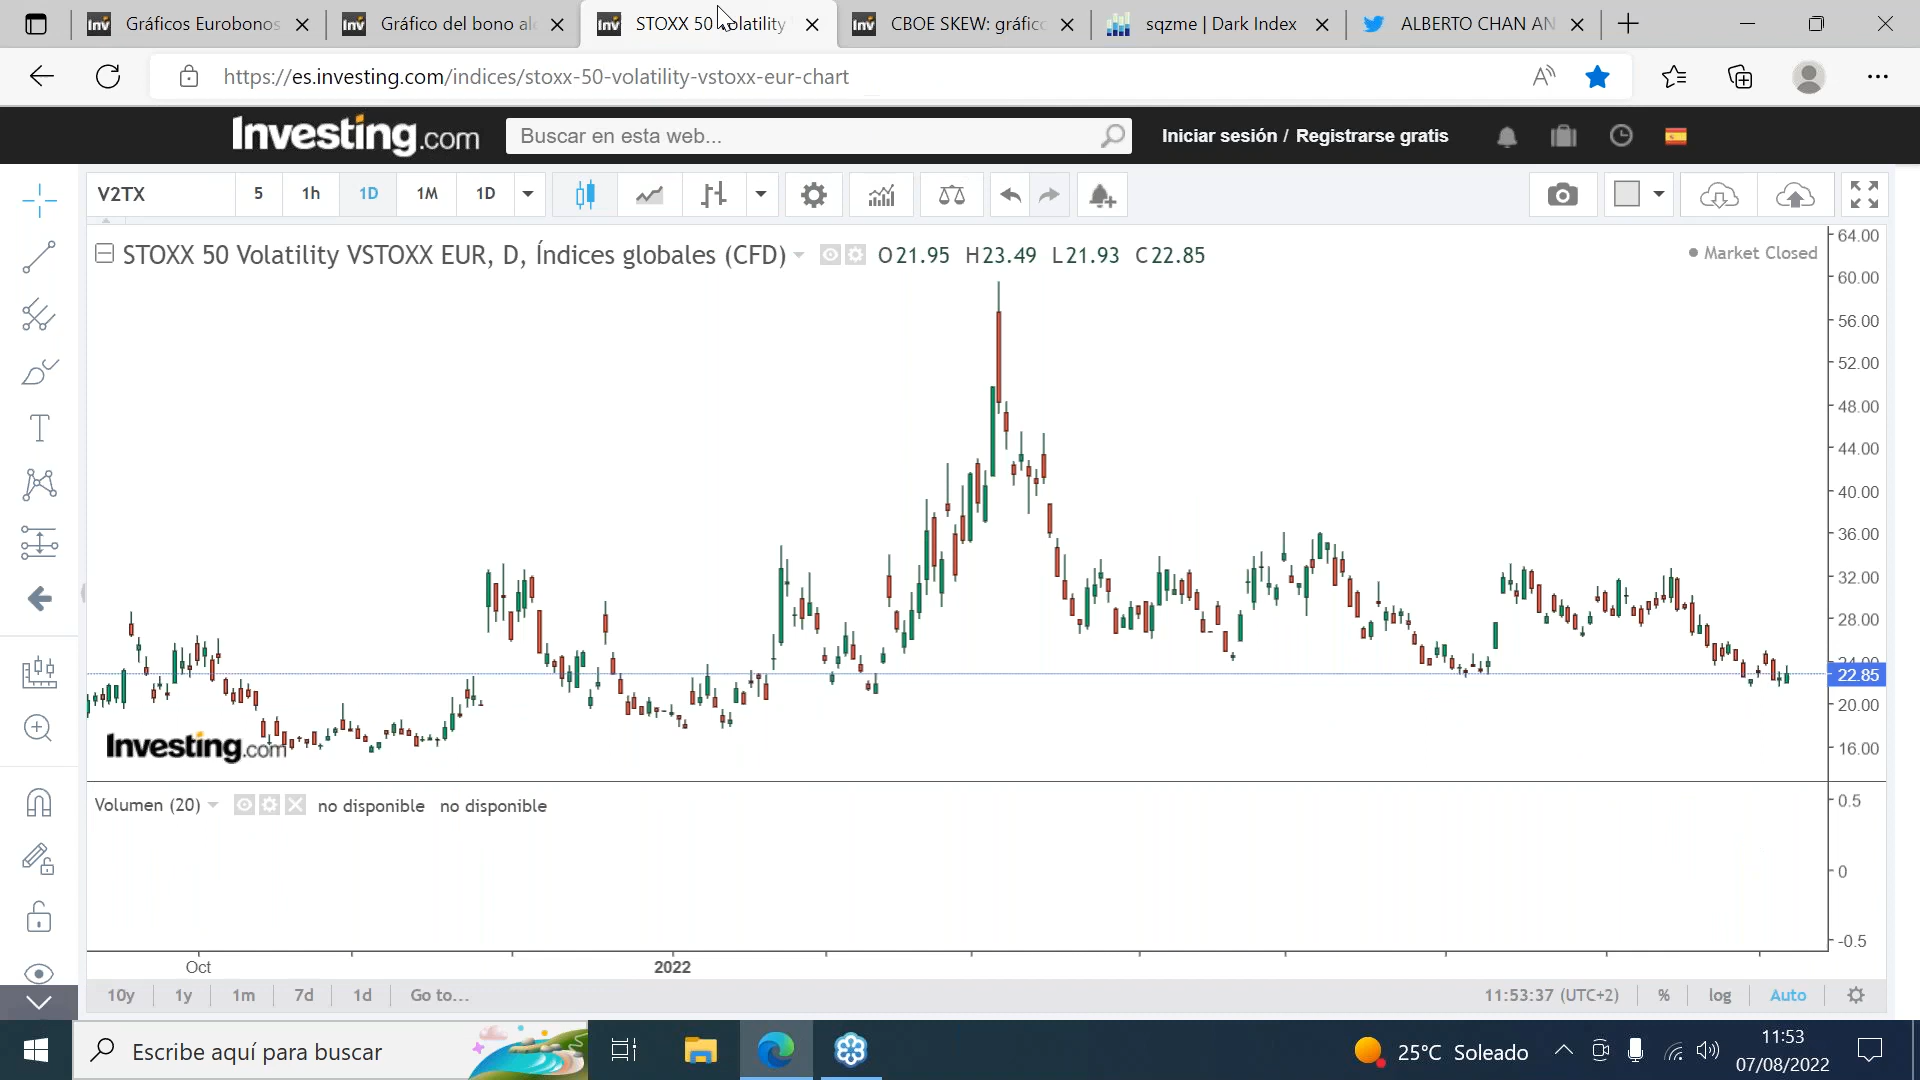 Gráficos Eurobonos
Gráfico del bono al
STOXX 50 Volatility
CBOE SKEW: gráfic
sqzme | Dark Index
ALBERTO CHAN AN
https://es.investing.com/indices/stoxx-50-volatility-vstoxx-eur-chart
Investing.com
Buscar en esta web...
Iniciar sesión / Registrarse gratis
V2TX
5
1h
1D
1M
1D
STOXX 50 Volatility VSTOXX EUR, D, Índices globales (CFD)
O21.95 H23.49 L21.93 C22.85
Market Closed
64.00
60.00
56.00
52.00
48.00
44.00
40.00
36.00
32.00
28.00
24.00
22.85
20.00
16.00
Investing.com
Volumen (20)
no disponible no disponible
0.5
0
-0.5
Oct
2022
10y
1y
1m
7d
1d
Go to...
11:53:37 (UTC+2)
%
log
Auto
Escribe aquí para buscar
25°C Soleado
11:53
07/08/2022